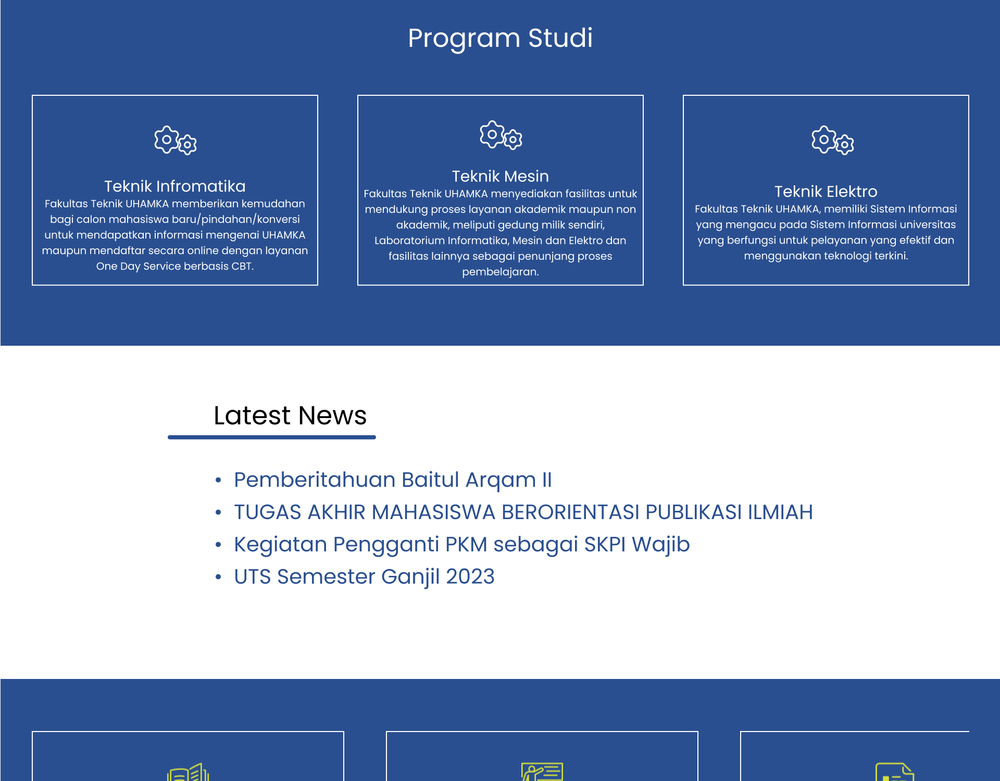 Program Studi
Teknik Infromatika
Fakultas Teknik UHAMKA memberikan kemudahan
bagi calon mahasiswa baru/pindahan/konversi
untuk mendapatkan informasi mengenai UHAMKA
maupun mendaftar secara online dengan layanan
One Day Service berbasis CBT.
Teknik Mesin
Fakultas Teknik UHAMKA menyediakan fasilitas untuk
mendukung proses layanan akademik maupun non
akademik, meliputi gedung milik sendiri,
Laboratorium Informatika, Mesin dan Elektro dan
fasilitas lainnya sebagai penunjang proses
pembelajaran.
Teknik Elektro
Fakultas Teknik UHAMKA, memiliki Sistem Informasi
yang mengacu pada Sistem Informasi universitas
yang berfungsi untuk pelayanan yang efektif dan
menggunakan teknologi terkini.
Latest News
• Pemberitahuan Baitul Arqam II
• TUGAS AKHIR MAHASISWA BERORIENTASI PUBLIKASI ILMIAH
• Kegiatan Pengganti PKM sebagai SKPI Wajib
• UTS Semester Ganjil 2023